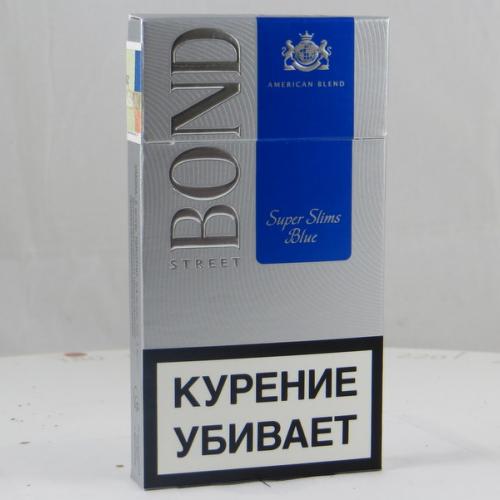 BOND
STREET
AMERICAN BLEND
Super Slims
Blue
КУРЕНИЕ
УБИВАЕТ